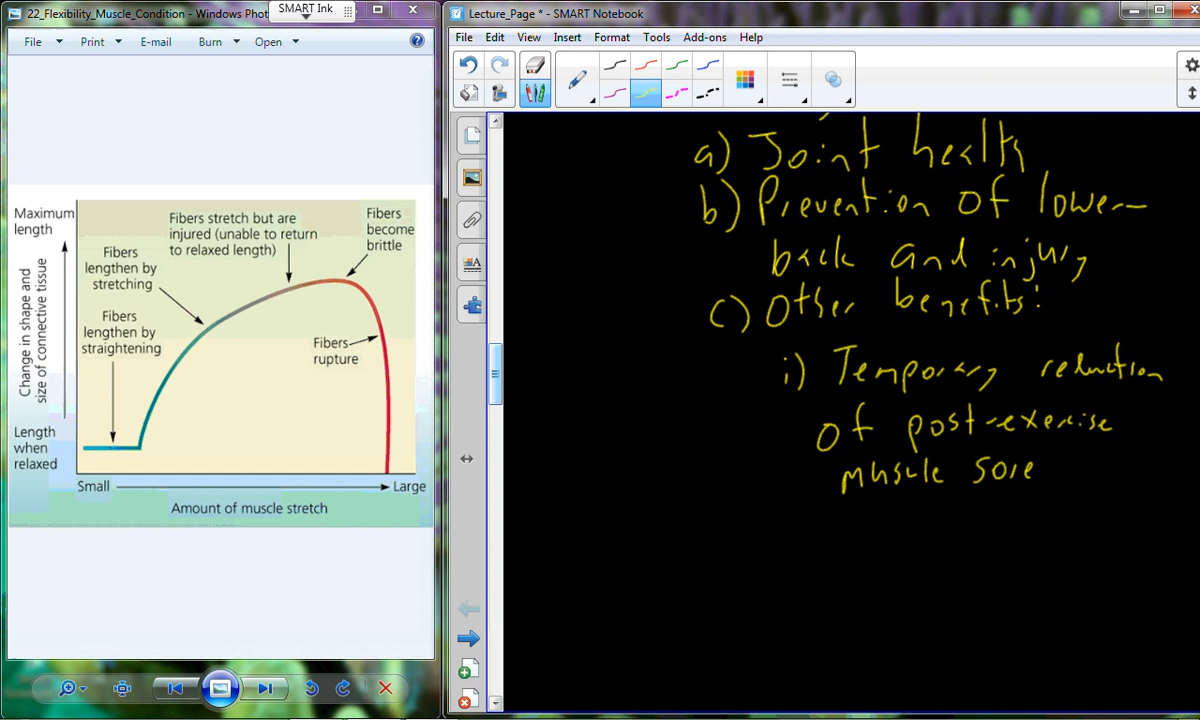 22_Flexibility_Muscle_Condition - Windows Phot
SMART Ink
File Print E-mail Burn Open
Maximum length
Change in shape and size of connective tissue
Length when relaxed
Fibers lengthen by straightening
Fibers lengthen by stretching
Fibers stretch but are injured (unable to return to relaxed length)
Fibers become brittle
Fibers rupture
Small
Large
Amount of muscle stretch
Lecture_Page * - SMART Notebook
File Edit View Insert Format Tools Add-ons Help
a) Joint health
b) Prevention of lower-
back and injury
c) Other benefits:
i) Temporary reduction
of post-exercise
muscle sore